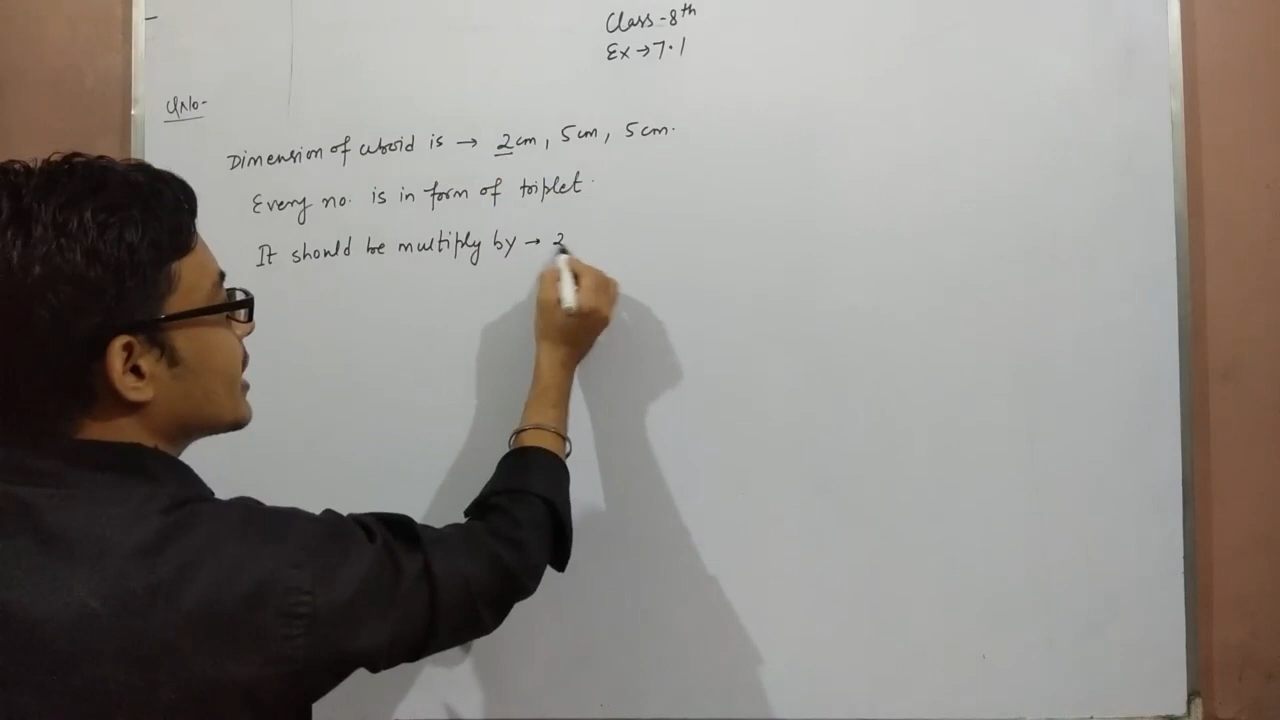 Class-8th
Ex→7.1
Q.No-
Dimension of cuboid is → 2cm, 5cm, 5cm.
Every no. is in form of triplet.
It should be multiply by → 2